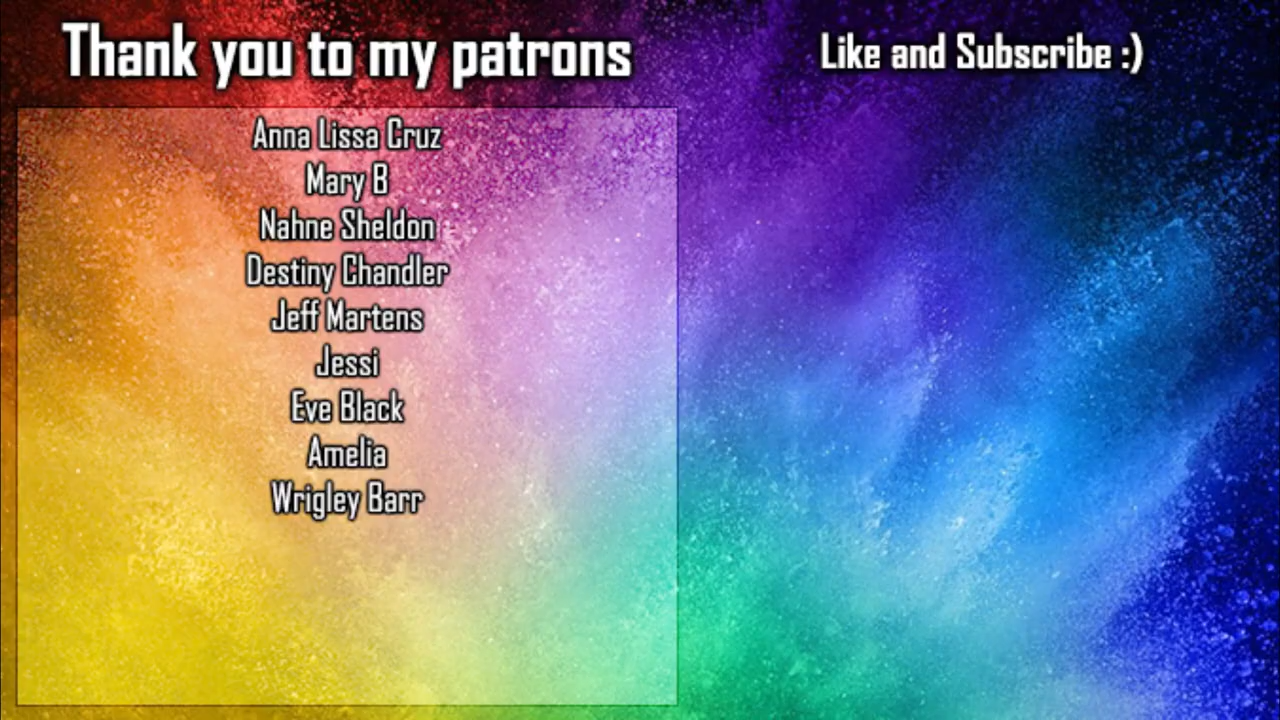 Thank you to my patrons
Like and Subscribe :)
Anna Lissa Cruz
Mary B
Nahne Sheldon
Destiny Chandler
Jeff Martens
Jessi
Eve Black
Amelia
Wrigley Barr